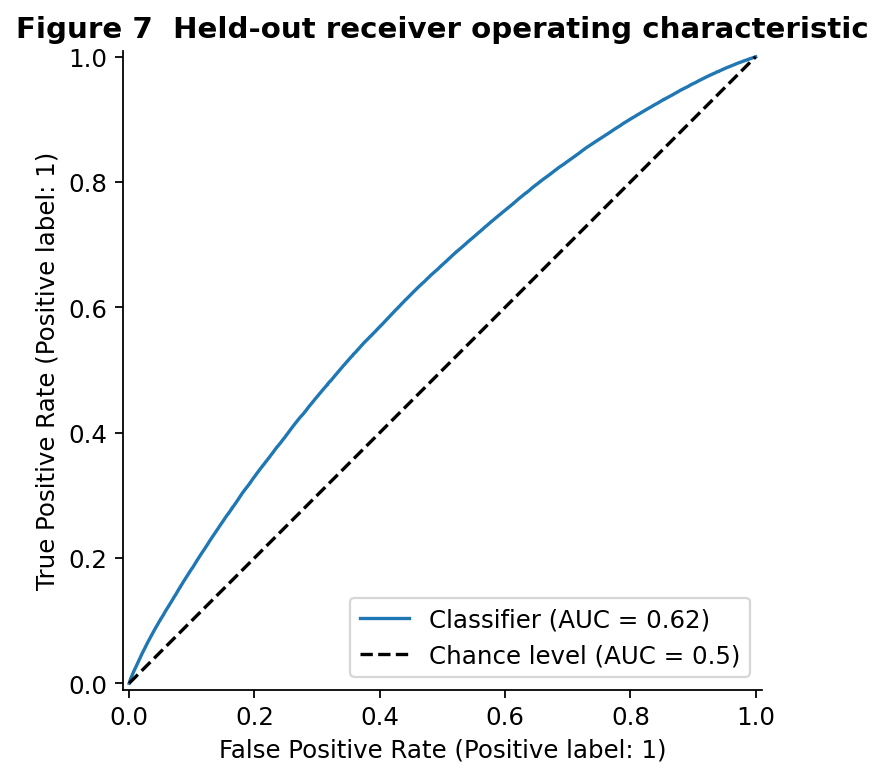 Figure 7  Held-out receiver operating characteristic
True Positive Rate (Positive label: 1)
1.0
0.8
0.6
0.4
0.2
0.0
Classifier (AUC = 0.62)
Chance level (AUC = 0.5)
0.0 0.2 0.4 0.6 0.8 1.0
False Positive Rate (Positive label: 1)